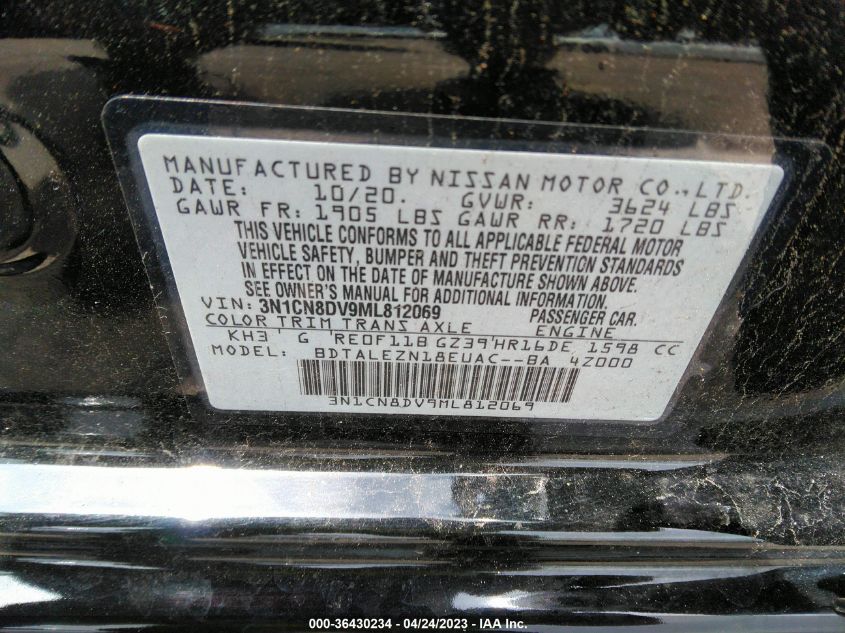 MANUFACTURED BY NISSAN MOTOR CO., LTD.
DATE: 10/20. GVWR: 3624 LBS
GAWR FR: 1905 LBS GAWR RR: 1720 LBS
THIS VEHICLE CONFORMS TO ALL APPLICABLE FEDERAL MOTOR
VEHICLE SAFETY, BUMPER AND THEFT PREVENTION STANDARDS
IN EFFECT ON THE DATE OF MANUFACTURE SHOWN ABOVE.
SEE OWNER'S MANUAL FOR ADDITIONAL INFORMATION.
VIN: 3N1CN8DV9ML812069 PASSENGER CAR.
COLOR TRIM TRANS AXLE ENGINE
KH3 G 'RE0F11B GZ39'HR16DE 1598 CC
MODEL: BDTALEZN18EUAC--BA 4Z000
3N1CN8DV9ML812069
000-36430234 - 04/24/2023 - IAA Inc.